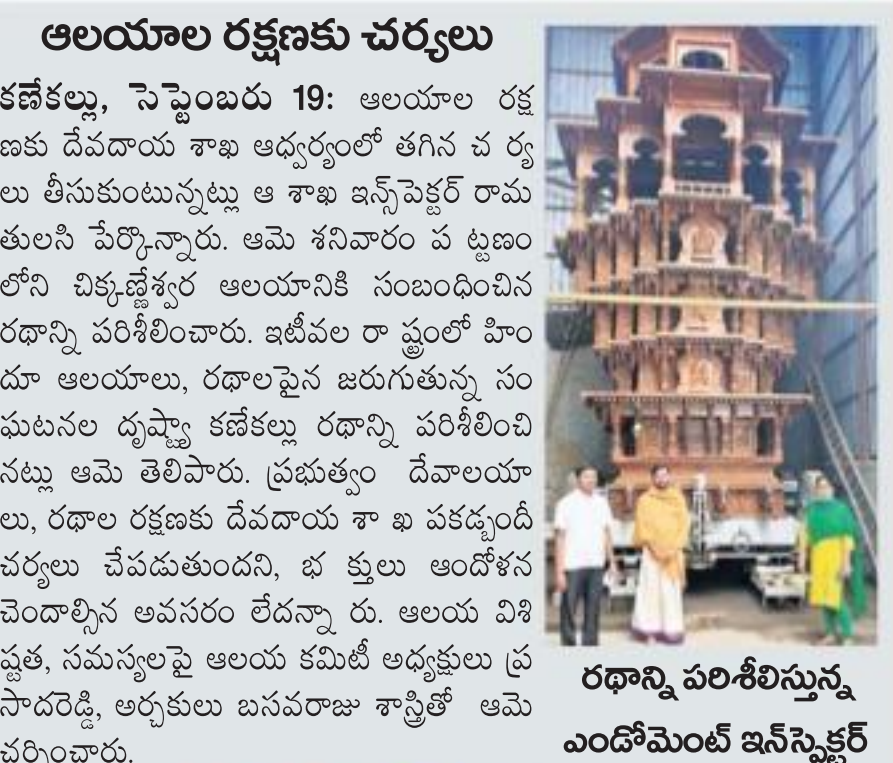 ఆలయాల రక్షణకు చర్యలు
కణేకల్లు, సెప్టెంబరు 19: ఆలయాల రక్ష
ణకు దేవదాయ శాఖ ఆధ్వర్యంలో తగిన చ ర్య
లు తీసుకుంటున్నట్లు ఆ శాఖ ఇన్స్‌పెక్టర్ రామ
తులసి పేర్కొన్నారు. ఆమె శనివారం ప ట్టణం
లోని చిక్కణ్ణేశ్వర ఆలయానికి సంబంధించిన
రథాన్ని పరిశీలించారు. ఇటీవల రా ష్ట్రంలో హిం
దూ ఆలయాలు, రథాలపైన జరుగుతున్న సం
ఘటనల దృష్ట్యా కణేకల్లు రథాన్ని పరిశీలించి
నట్లు ఆమె తెలిపారు. ప్రభుత్వం దేవాలయా
లు, రథాల రక్షణకు దేవదాయ శా ఖ పకడ్బందీ
చర్యలు చేపడుతుందని, భ క్తులు ఆందోళన
చెందాల్సిన అవసరం లేదన్నా రు. ఆలయ విశి
ష్టత, సమస్యలపై ఆలయ కమిటీ అధ్యక్షులు ప్ర
సాదరెడ్డి, అర్చకులు బసవరాజు శాస్త్రితో ఆమె
చర్చించారు.
రథాన్ని పరిశీలిస్తున్న
ఎండోమెంట్ ఇన్‌స్పెక్టర్